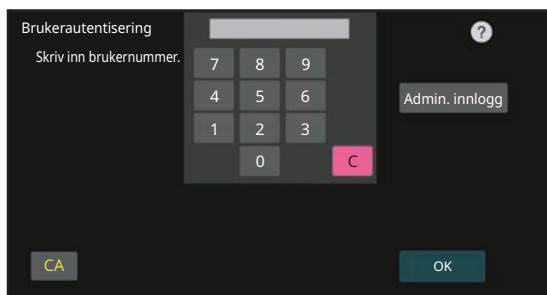 Brukerautentisering
?
Skriv inn brukernummer.
7 8 9
4 5 6
Admin. innlogg
1 2 3
0 C
CA
OK